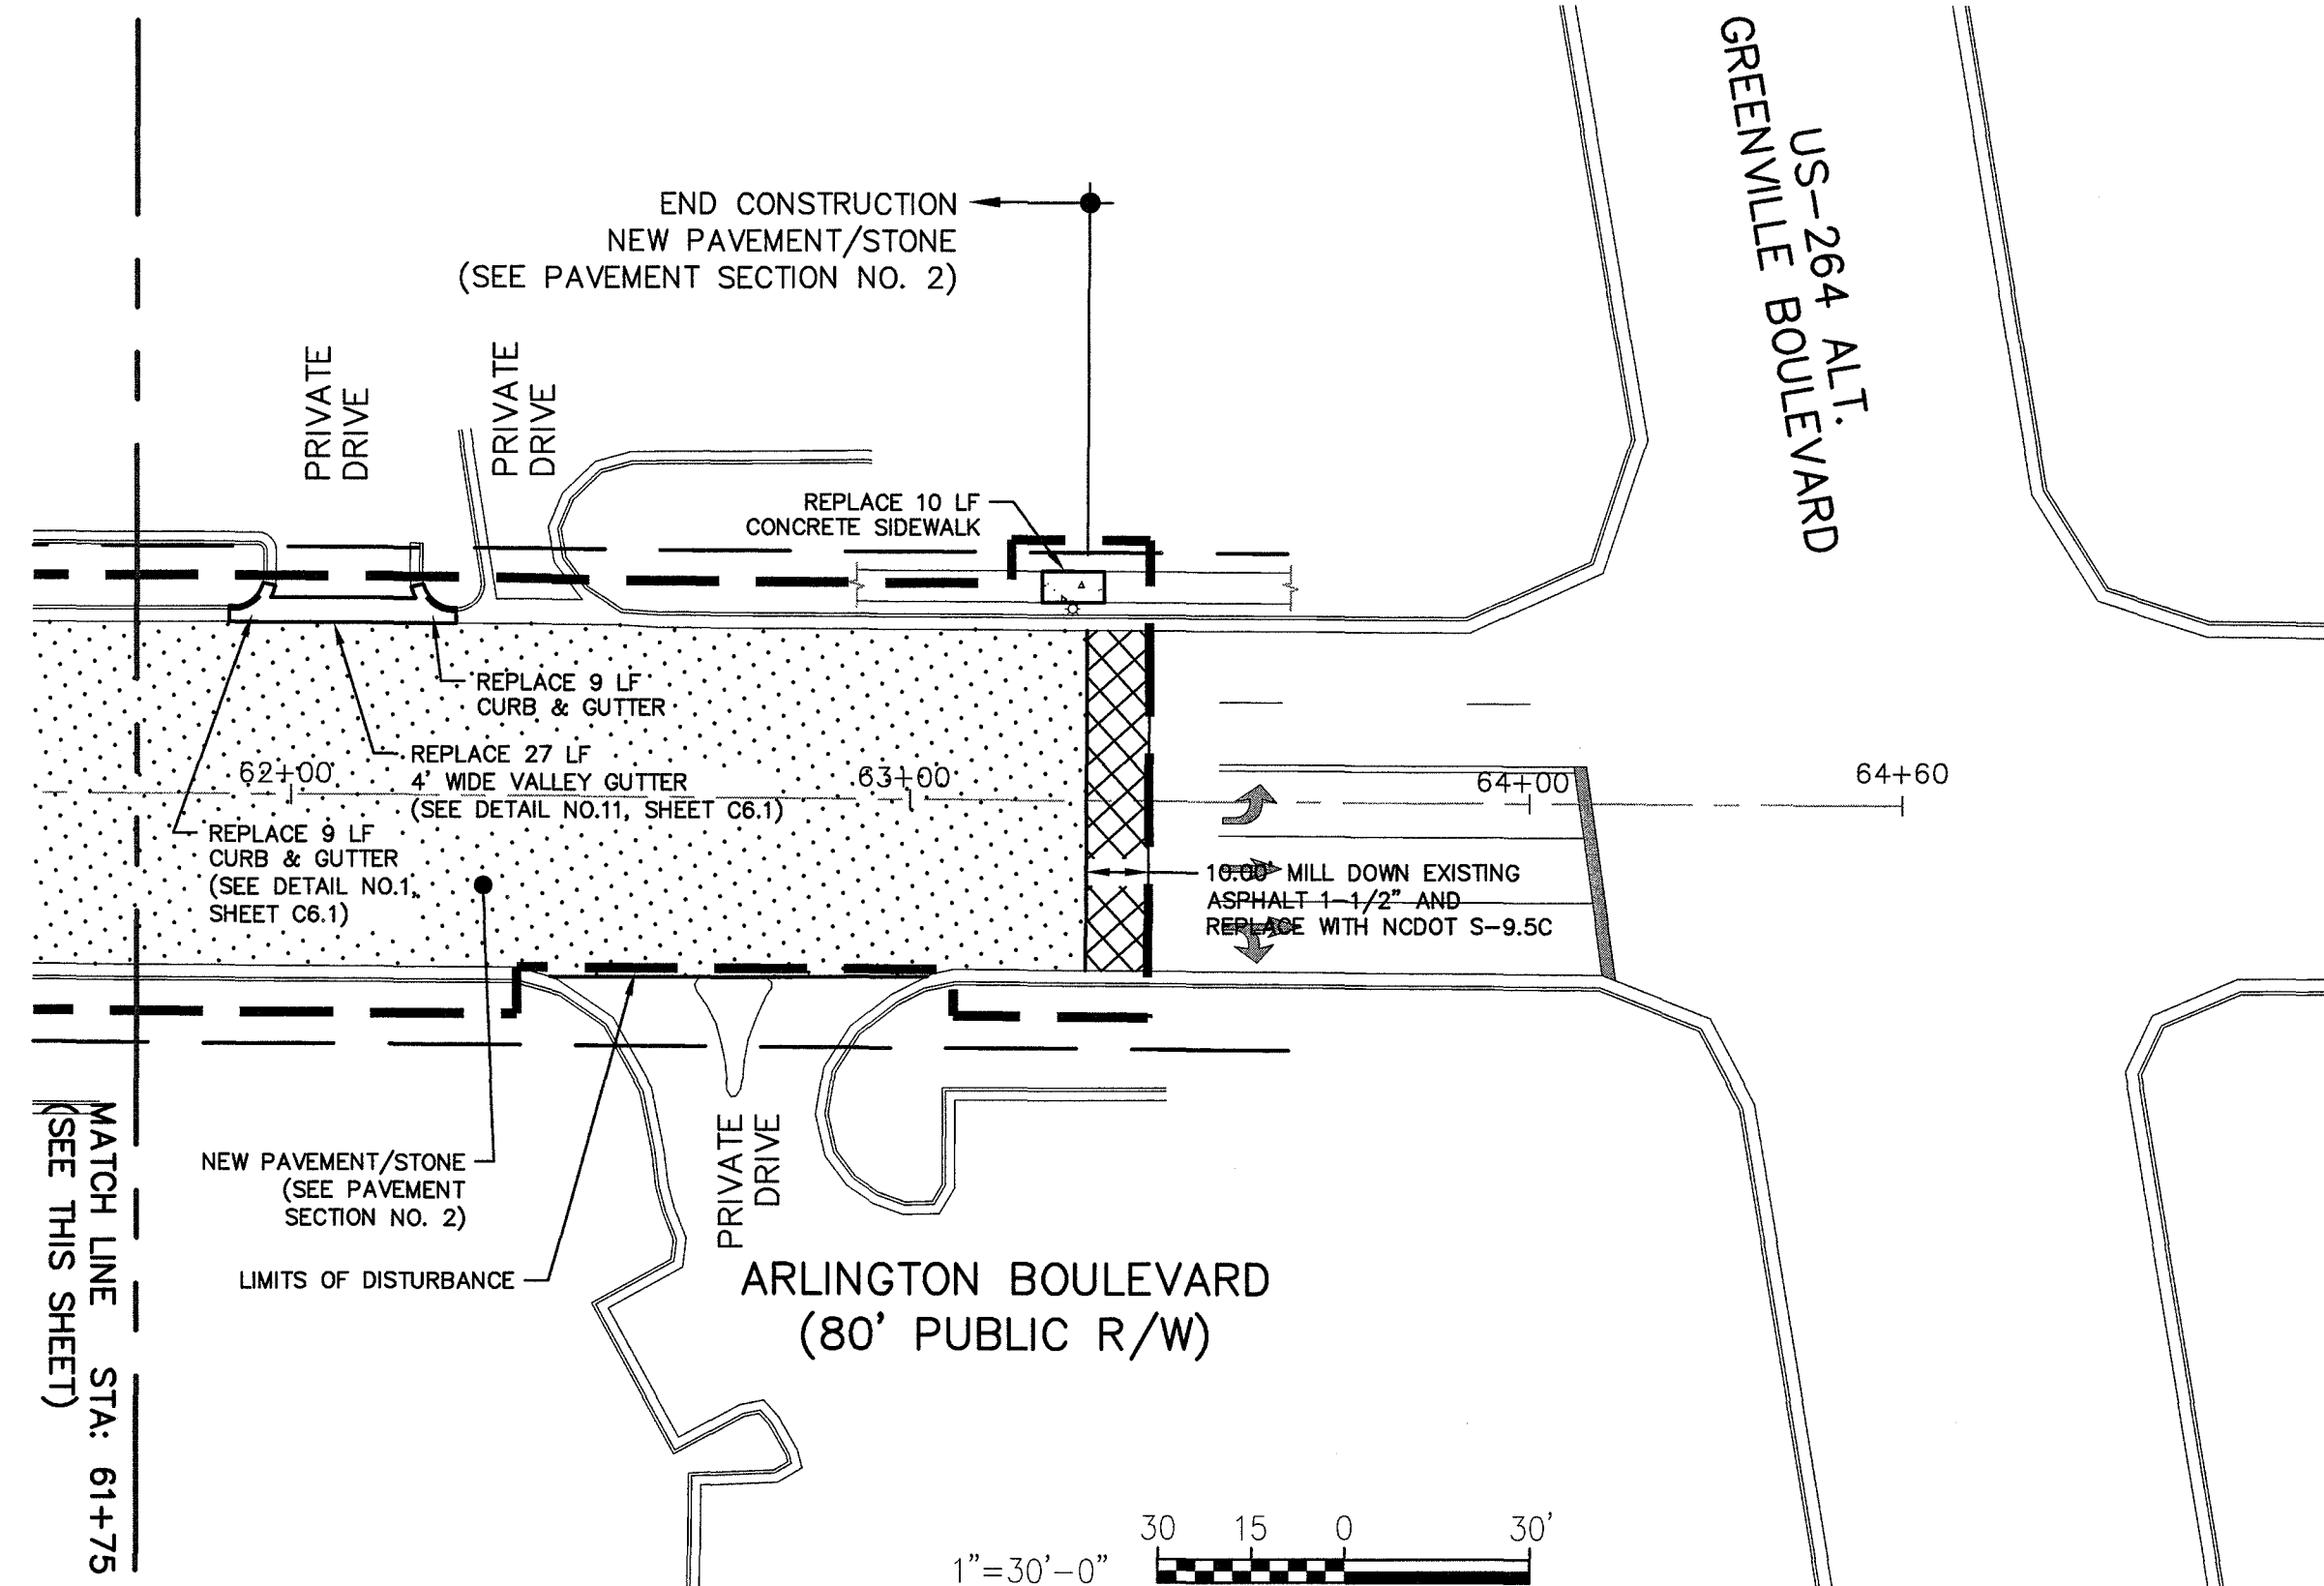 US-264 ALT.
GREENVILLE BOULEVARD
END CONSTRUCTION
NEW PAVEMENT/STONE
(SEE PAVEMENT SECTION NO. 2)
PRIVATE
DRIVE
PRIVATE
DRIVE
REPLACE 10 LF
CONCRETE SIDEWALK
REPLACE 9 LF
CURB & GUTTER
REPLACE 27 LF
4' WIDE VALLEY GUTTER
(SEE DETAIL NO.11, SHEET C6.1)
62+00
63+00
64+00
64+60
REPLACE 9 LF
CURB & GUTTER
(SEE DETAIL NO.1,
SHEET C6.1)
10.00' MILL DOWN EXISTING
ASPHALT 1-1/2" AND
REPLACE WITH NCDOT S-9.5C
NEW PAVEMENT/STONE
(SEE PAVEMENT
SECTION NO. 2)
LIMITS OF DISTURBANCE
PRIVATE
DRIVE
ARLINGTON BOULEVARD
(80' PUBLIC R/W)
MATCH LINE STA: 61+75
(SEE THIS SHEET)
30 15 0 30'
1"=30'-0"